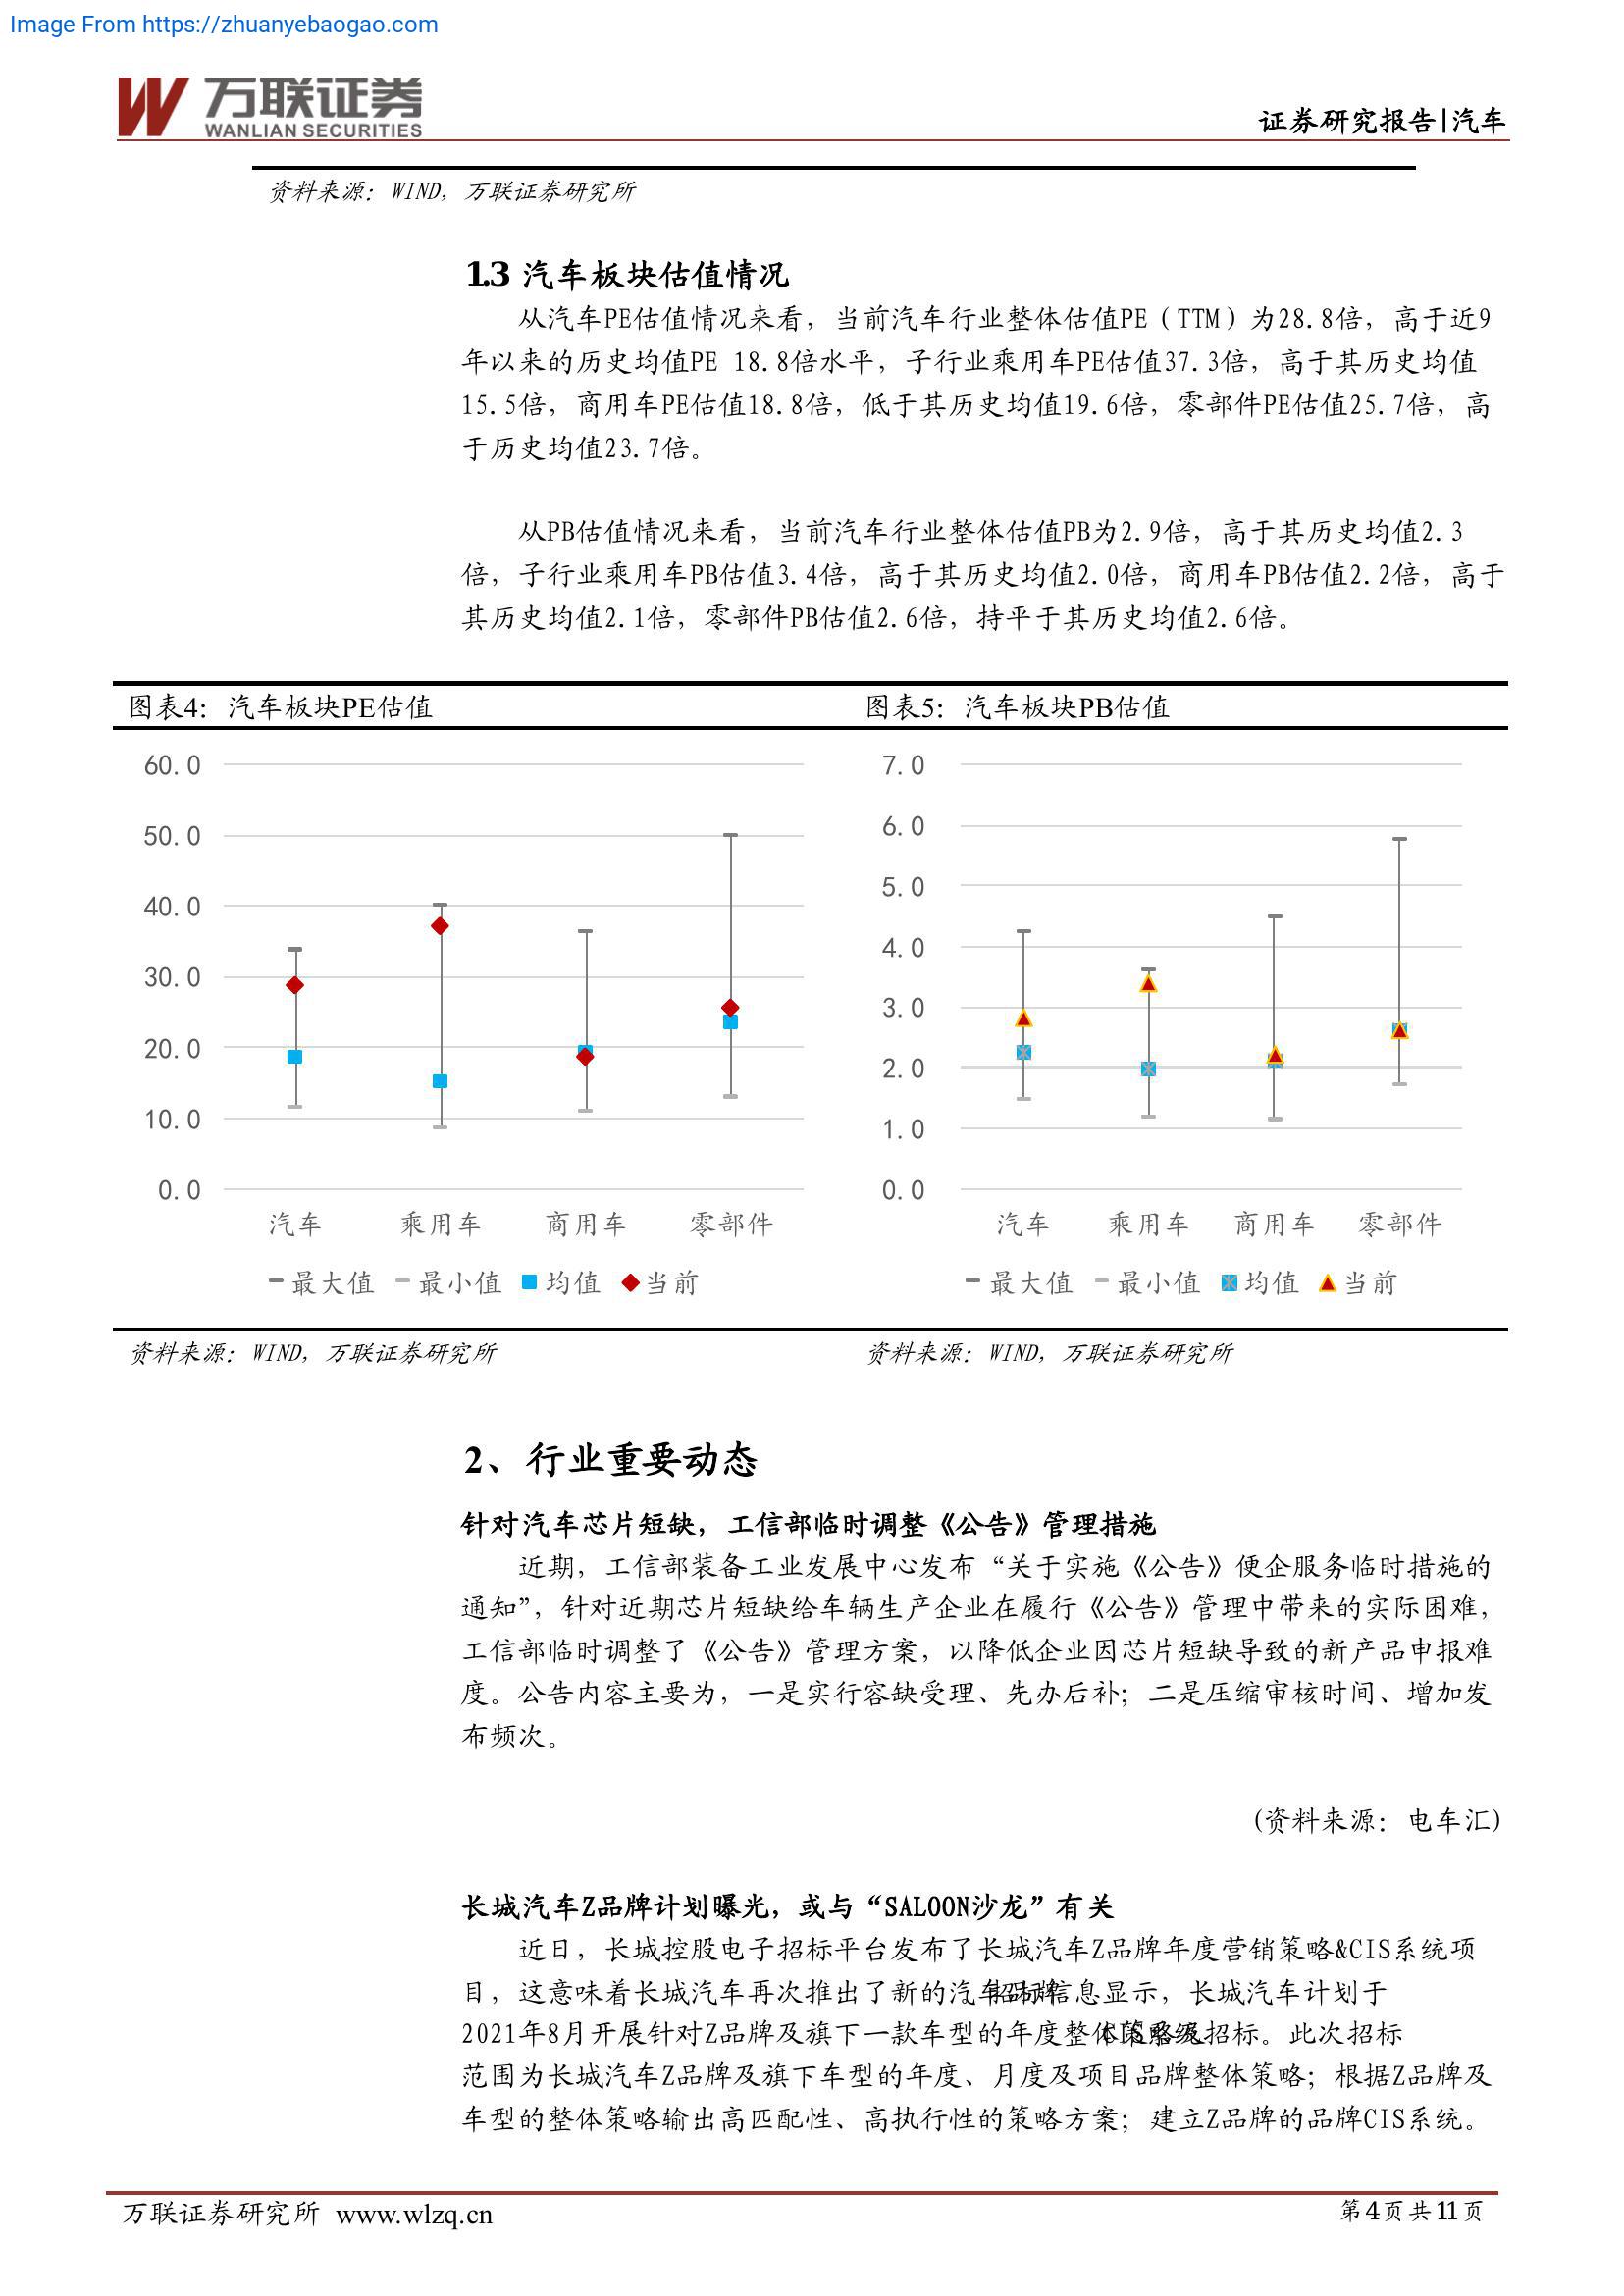 Image From https://zhuanyebaogao.com
万联证券
WANLIAN SECURITIES
证券研究报告|汽车
资料来源：WIND，万联证券研究所
1.3 汽车板块估值情况
从汽车PE估值情况来看，当前汽车行业整体估值PE（TTM）为28.8倍，高于近9
年以来的历史均值PE 18.8倍水平，子行业乘用车PE估值37.3倍，高于其历史均值
15.5倍，商用车PE估值18.8倍，低于其历史均值19.6倍，零部件PE估值25.7倍，高
于历史均值23.7倍。
从PB估值情况来看，当前汽车行业整体估值PB为2.9倍，高于其历史均值2.3
倍，子行业乘用车PB估值3.4倍，高于其历史均值2.0倍，商用车PB估值2.2倍，高于
其历史均值2.1倍，零部件PB估值2.6倍，持平于其历史均值2.6倍。
图表4：汽车板块PE估值
60.0
50.0
40.0
30.0
20.0
10.0
0.0
汽车 乘用车 商用车 零部件
最大值 最小值 均值 当前
资料来源：WIND，万联证券研究所
图表5：汽车板块PB估值
7.0
6.0
5.0
4.0
3.0
2.0
1.0
0.0
汽车 乘用车 商用车 零部件
最大值 最小值 均值 当前
资料来源：WIND，万联证券研究所
2、行业重要动态
针对汽车芯片短缺，工信部临时调整《公告》管理措施
近期，工信部装备工业发展中心发布“关于实施《公告》便企服务临时措施的
通知”，针对近期芯片短缺给车辆生产企业在履行《公告》管理中带来的实际困难，
工信部临时调整了《公告》管理方案，以降低企业因芯片短缺导致的新产品申报难
度。公告内容主要为，一是实行容缺受理、先办后补；二是压缩审核时间、增加发
布频次。
(资料来源：电车汇)
长城汽车Z品牌计划曝光，或与“SALOON沙龙”有关
近日，长城控股电子招标平台发布了长城汽车Z品牌年度营销策略&CIS系统项
目，这意味着长城汽车再次推出了新的汽车品牌。招标信息显示，长城汽车计划于
2021年8月开展针对Z品牌及旗下一款车型的年度整体策略及CIS系统招标。此次招标
范围为长城汽车Z品牌及旗下车型的年度、月度及项目品牌整体策略；根据Z品牌及
车型的整体策略输出高匹配性、高执行性的策略方案；建立Z品牌的品牌CIS系统。
万联证券研究所 www.wlzq.cn
第4页共11页